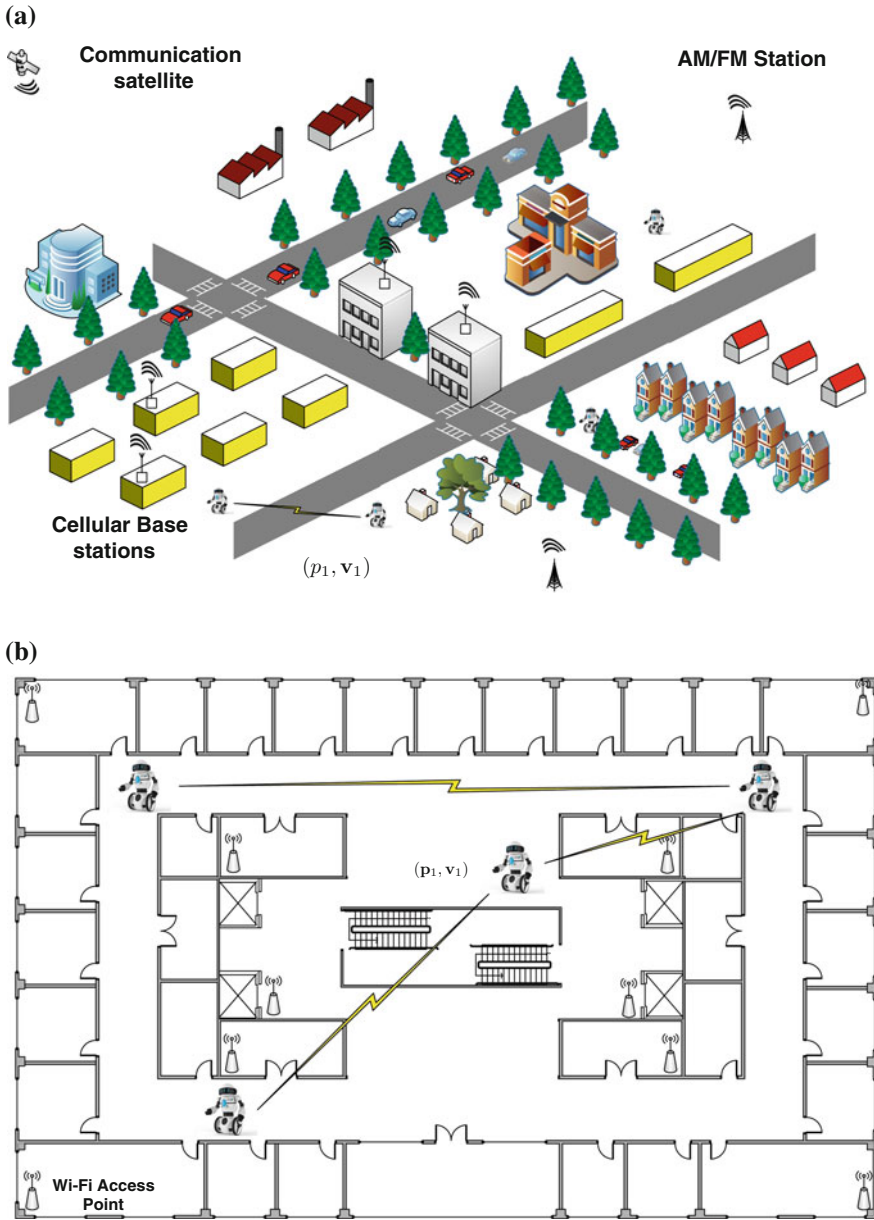 (a)
Communication
satellite
AM/FM Station
Cellular Base
stations
(p₁, v₁)
(b)
(p₁, v₁)
Wi-Fi Access
Point